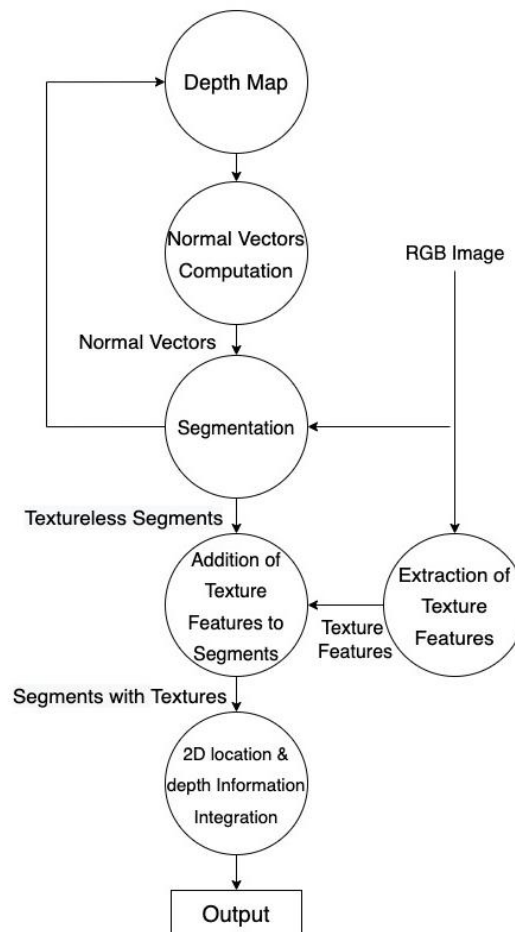 Depth Map
Normal Vectors
Computation
RGB Image
Normal Vectors
Segmentation
Textureless Segments
Addition of
Texture
Features to
Segments
Extraction of
Texture
Features
Texture
Features
Segments with Textures
2D location &
depth Information
Integration
Output